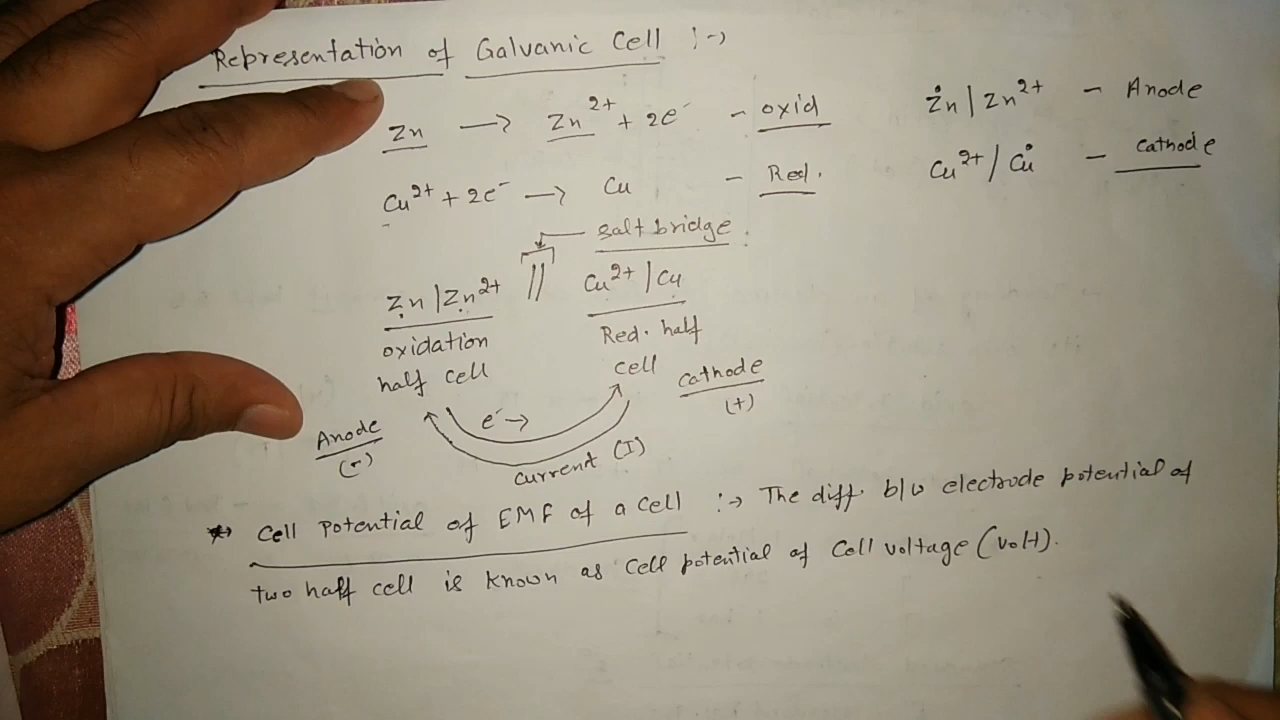 Representation of Galvanic Cell :→
Zn → Zn²⁺ + 2e⁻ - oxid
Zn | Zn²⁺ - Anode
Cu²⁺ + 2e⁻ → Cu - Red.
Cu²⁺ / Cu - Cathode
salt bridge.
Zn | Zn²⁺ || Cu²⁺ | Cu
oxidation
half cell
Red. half
cell
Cathode
(+)
Anode
(-)
e⁻ →
Current (I)
* Cell Potential of EMF of a cell :→ The diff. b/w electrode potential of
two half cell is known as cell potential of Cell voltage (volt).